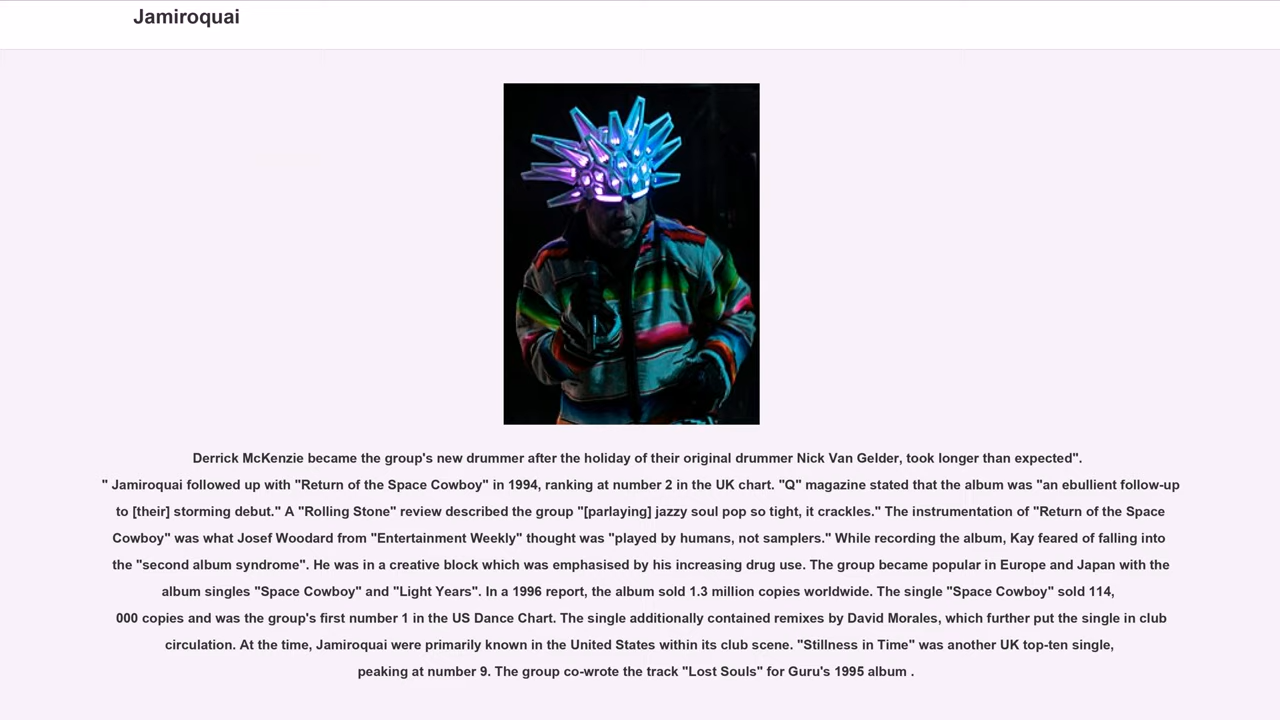 Jamiroquai
Derrick McKenzie became the group's new drummer after the holiday of their original drummer Nick Van Gelder, took longer than expected".
" Jamiroquai followed up with "Return of the Space Cowboy" in 1994, ranking at number 2 in the UK chart. "Q" magazine stated that the album was "an ebullient follow-up
to [their] storming debut." A "Rolling Stone" review described the group "[parlaying] jazzy soul pop so tight, it crackles." The instrumentation of "Return of the Space
Cowboy" was what Josef Woodard from "Entertainment Weekly" thought was "played by humans, not samplers." While recording the album, Kay feared of falling into
the "second album syndrome". He was in a creative block which was emphasised by his increasing drug use. The group became popular in Europe and Japan with the
album singles "Space Cowboy" and "Light Years". In a 1996 report, the album sold 1.3 million copies worldwide. The single "Space Cowboy" sold 114,
000 copies and was the group's first number 1 in the US Dance Chart. The single additionally contained remixes by David Morales, which further put the single in club
circulation. At the time, Jamiroquai were primarily known in the United States within its club scene. "Stillness in Time" was another UK top-ten single,
peaking at number 9. The group co-wrote the track "Lost Souls" for Guru's 1995 album .